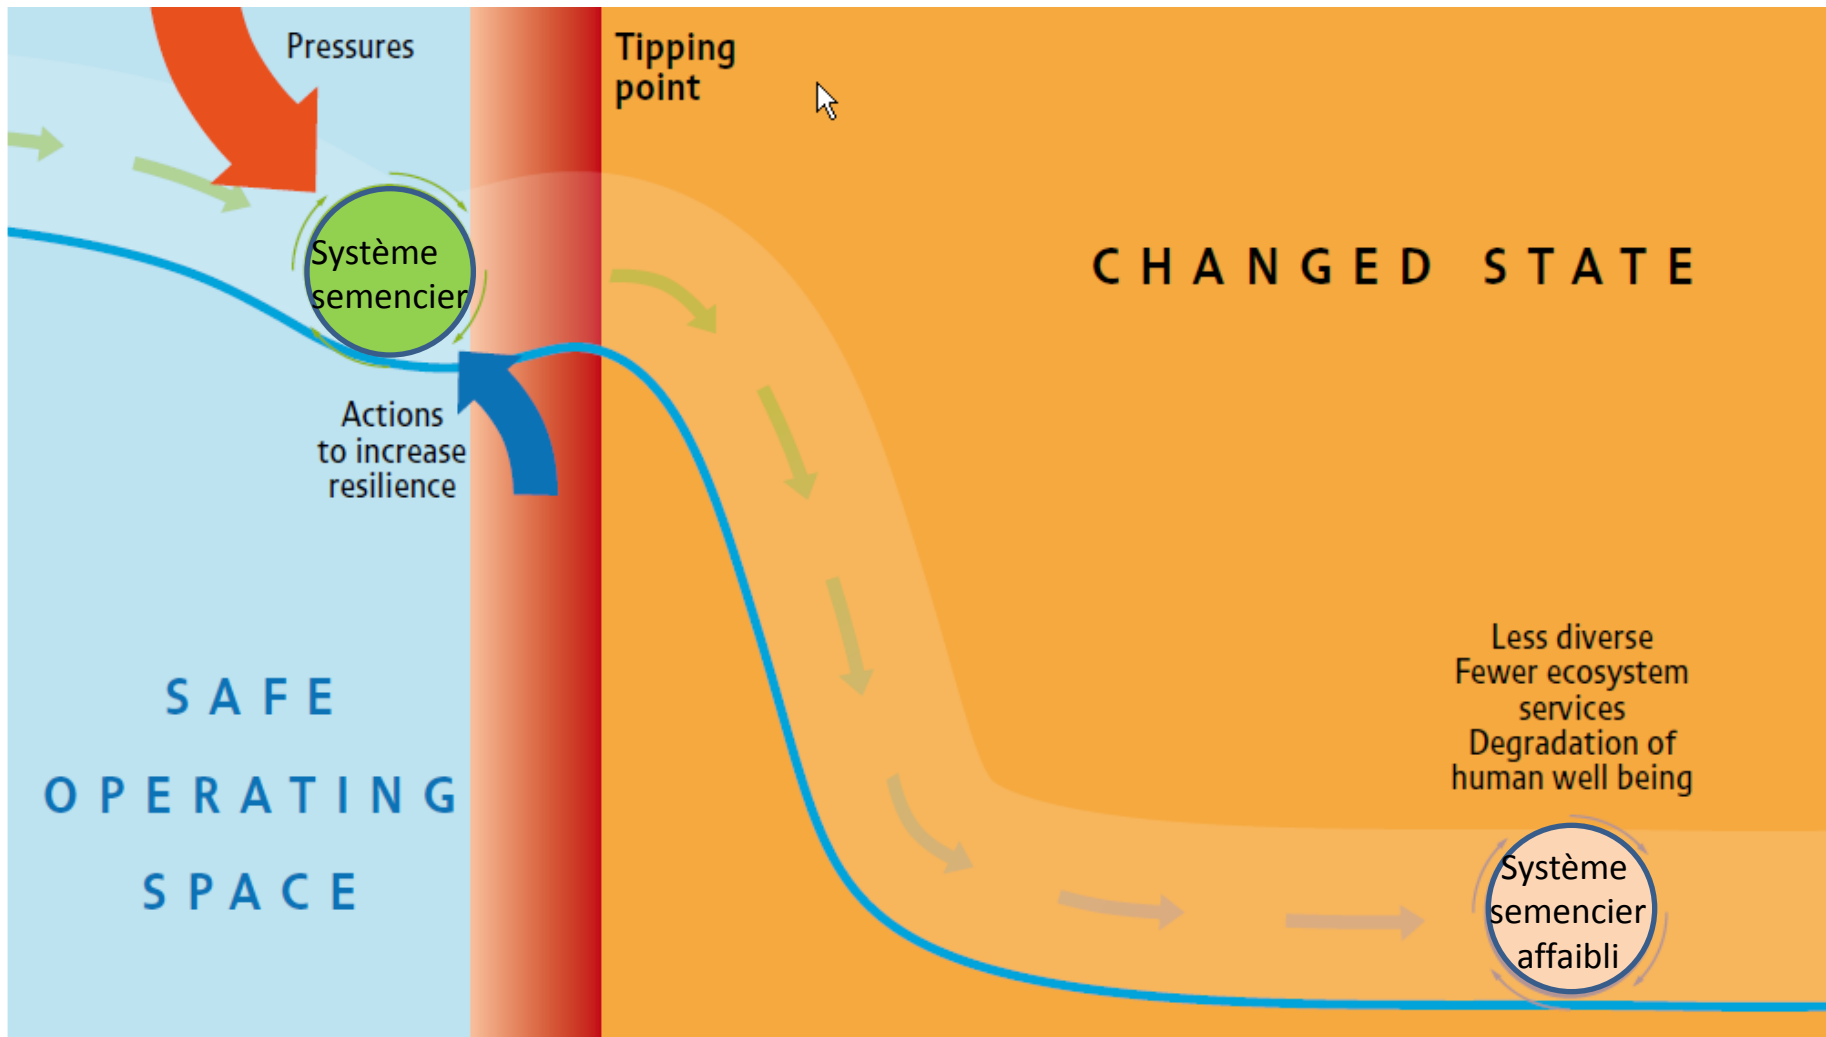 Pressures
Tipping
point
Système
semencier
CHANGED STATE
Actions
to increase
resilience
SAFE
OPERATING
SPACE
Less diverse
Fewer ecosystem
services
Degradation of
human well being
Système
semencier
affaibli